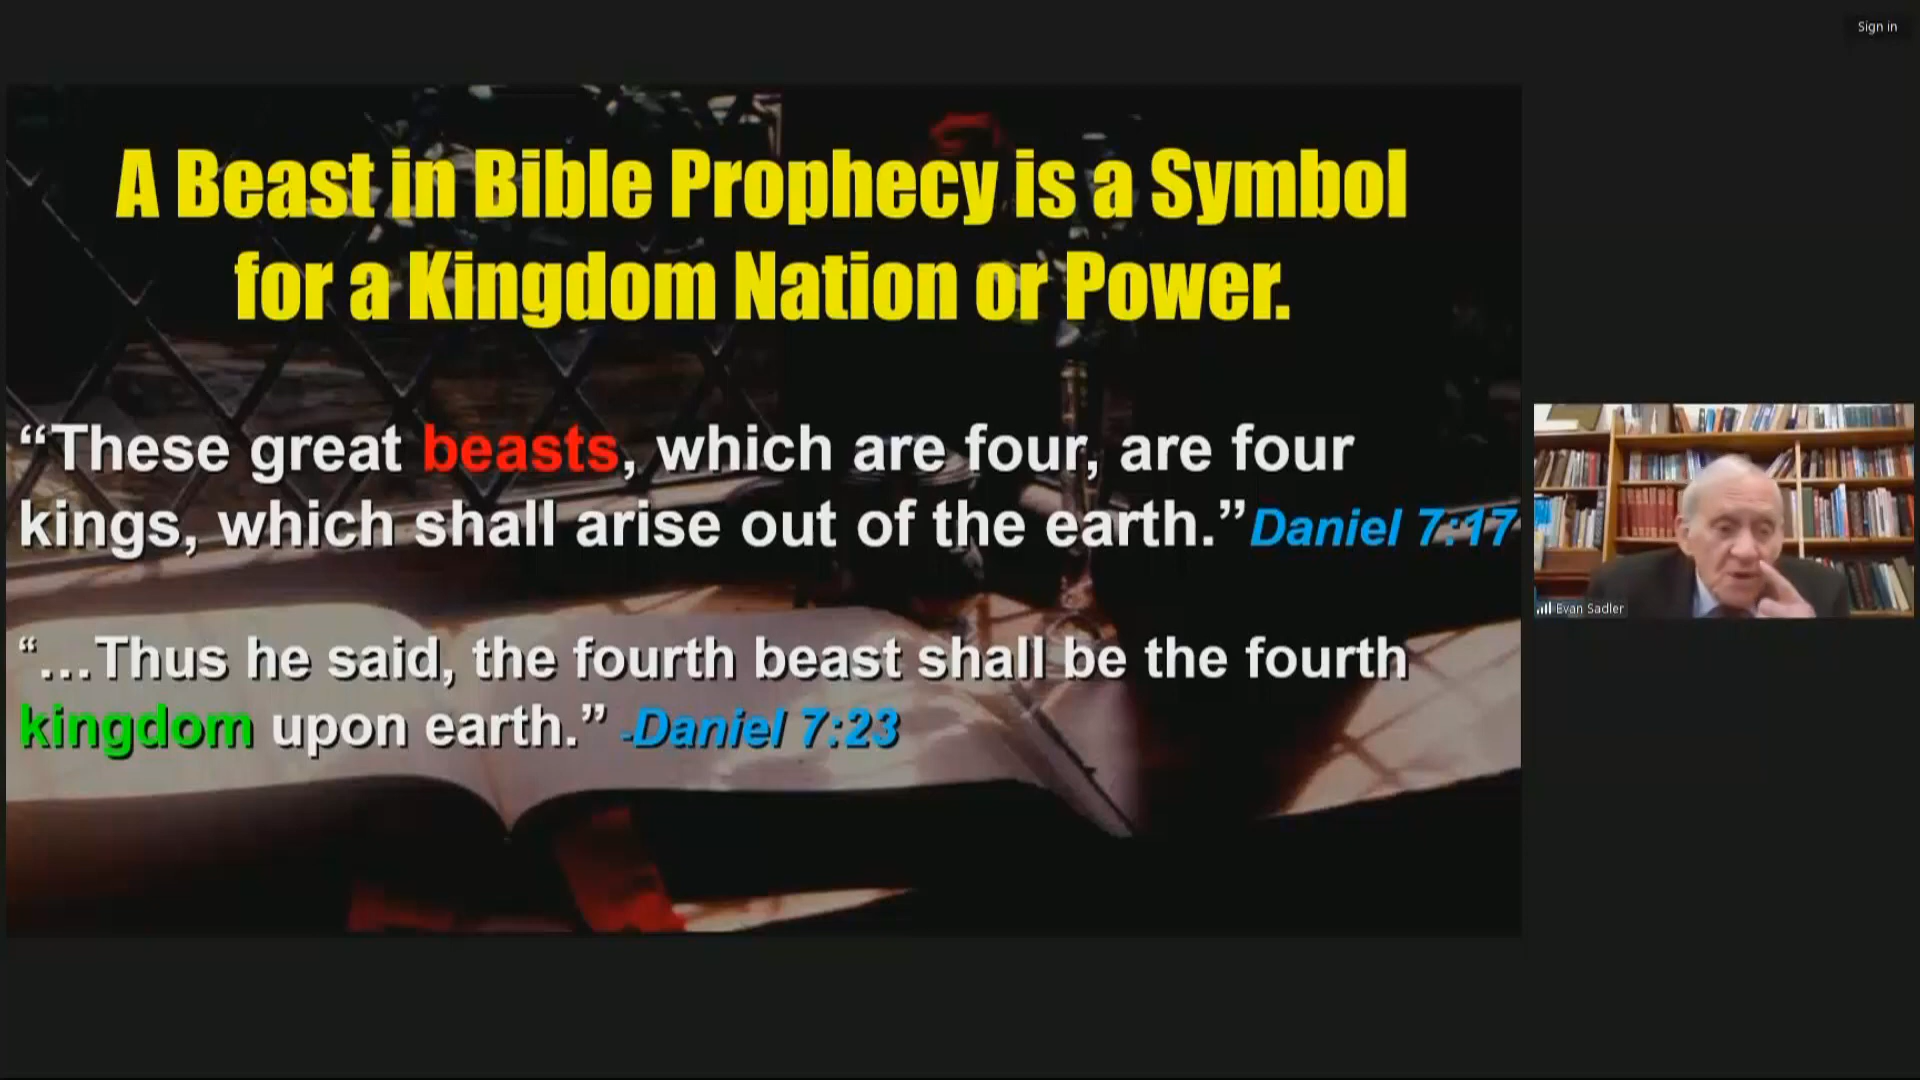 Sign in
A Beast in Bible Prophecy is a Symbol
for a Kingdom Nation or Power.
“These great beasts, which are four, are four
kings, which shall arise out of the earth.” Daniel 7:17
“…Thus he said, the fourth beast shall be the fourth
kingdom upon earth.” -Daniel 7:23
Evan Sadler